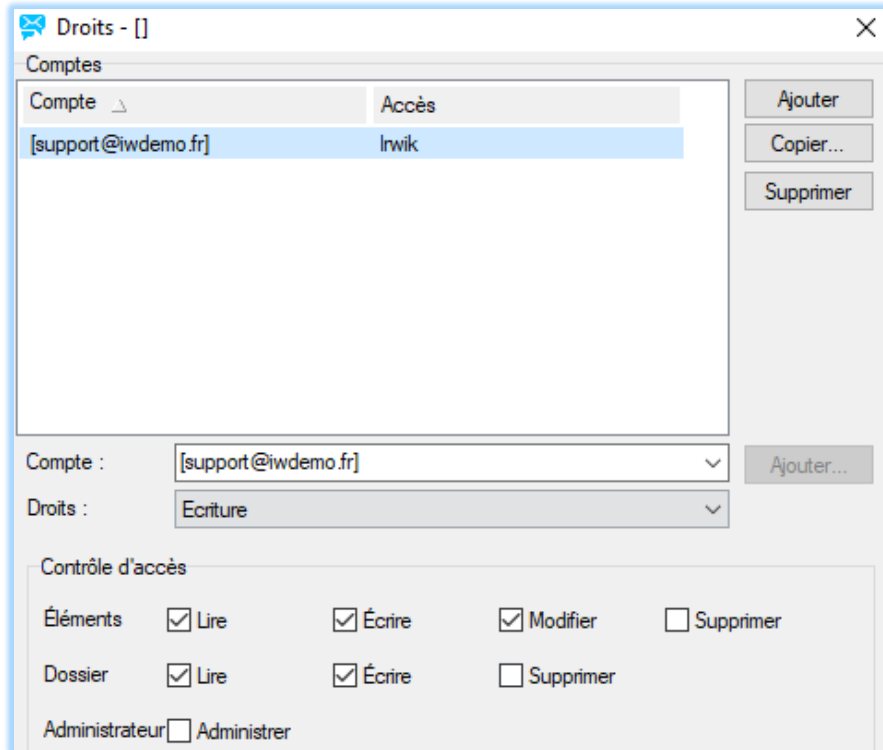 Droits - []
Comptes
Compte Accès Ajouter
[support@iwdemo.fr] lrwik Copier...
Supprimer
Compte : [support@iwdemo.fr] Ajouter...
Droits : Ecriture
Contrôle d'accès
Éléments Lire Écrire Modifier Supprimer
Dossier Lire Écrire Supprimer
Administrateur Administrer